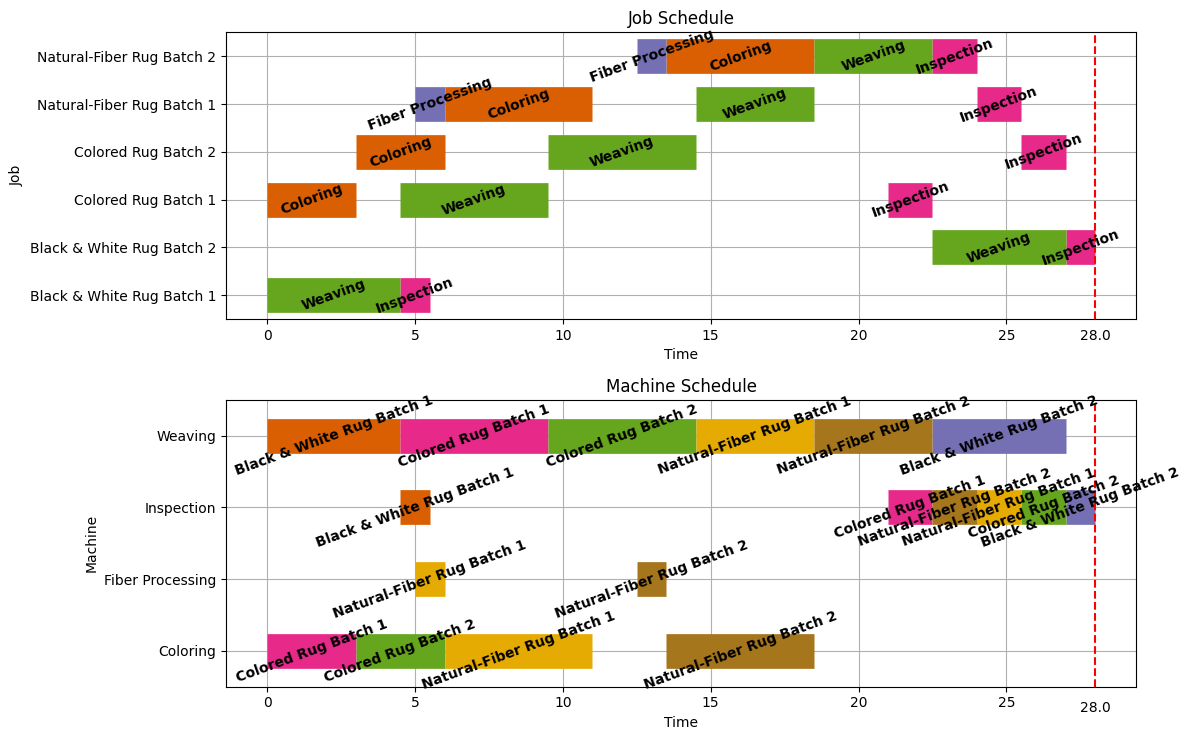 Job Schedule
Job
Natural-Fiber Rug Batch 2
Fiber Processing
Coloring
Weaving
Inspection
Natural-Fiber Rug Batch 1
Fiber Processing
Coloring
Weaving
Inspection
Colored Rug Batch 2
Coloring
Weaving
Inspection
Colored Rug Batch 1
Coloring
Weaving
Inspection
Black & White Rug Batch 2
Weaving
Inspection
Black & White Rug Batch 1
Weaving
Inspection
0 5 10 15 20 25 28.0
Time
Machine Schedule
Machine
Weaving
Black & White Rug Batch 1
Colored Rug Batch 1
Colored Rug Batch 2
Natural-Fiber Rug Batch 1
Natural-Fiber Rug Batch 2
Black & White Rug Batch 2
Inspection
Black & White Rug Batch 1
Colored Rug Batch 1
Natural-Fiber Rug Batch 2
Natural-Fiber Rug Batch 1
Colored Rug Batch 2
Black & White Rug Batch 2
Fiber Processing
Natural-Fiber Rug Batch 1
Natural-Fiber Rug Batch 2
Coloring
Colored Rug Batch 1
Colored Rug Batch 2
Natural-Fiber Rug Batch 1
Natural-Fiber Rug Batch 2
0 5 10 15 20 25 28.0
Time